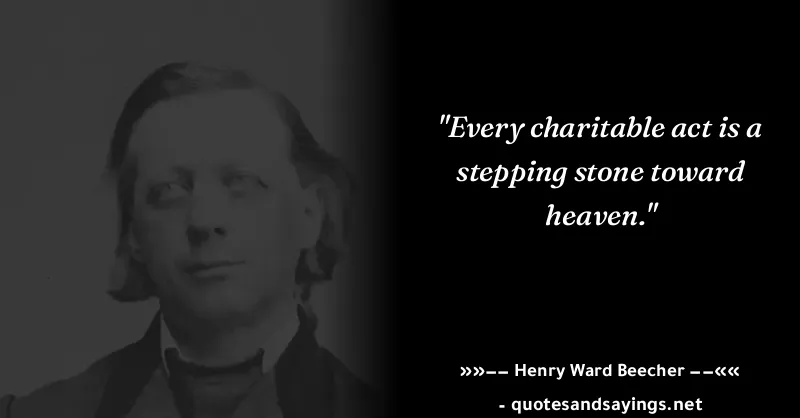 "Every charitable act is a
stepping stone toward
heaven."
»»−− Henry Ward Beecher −−««
- quotesandsayings.net